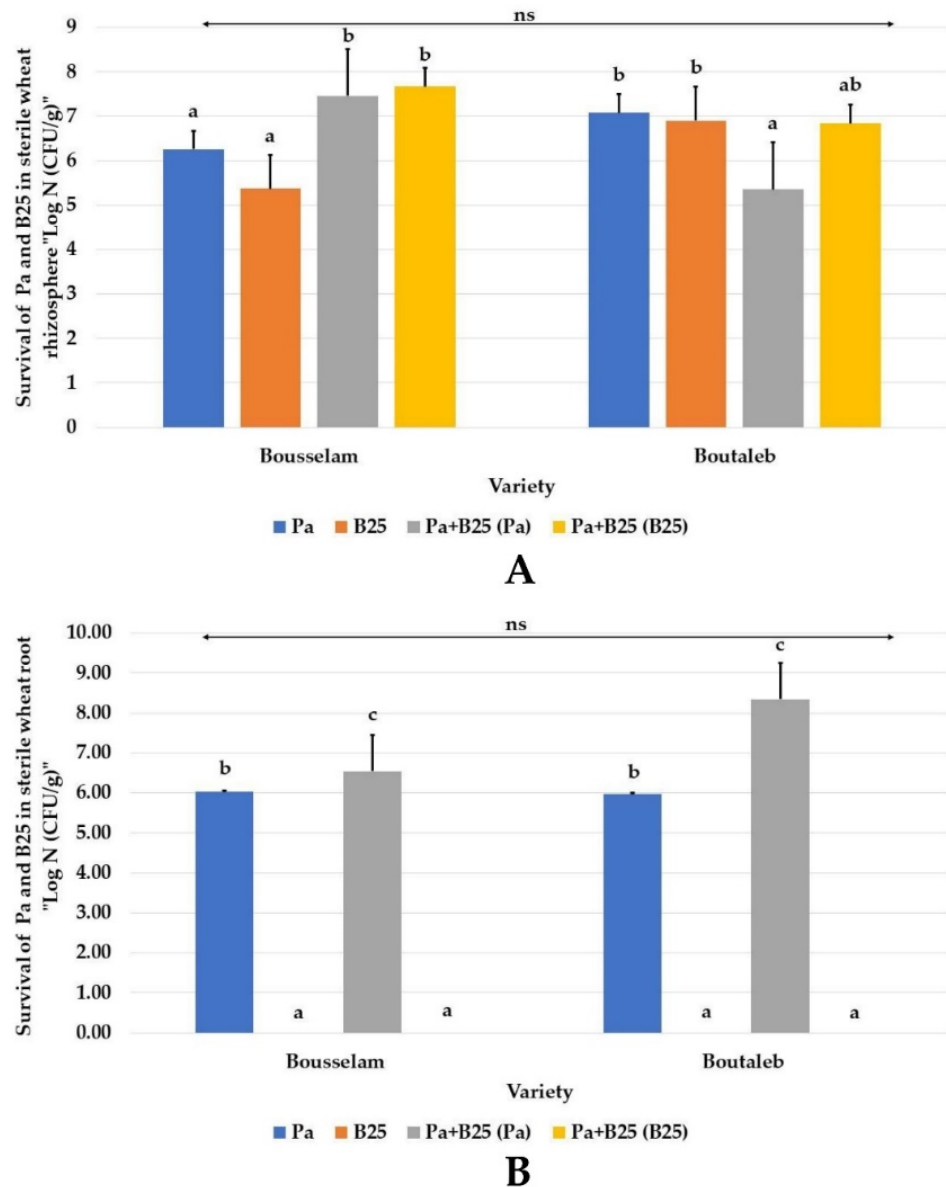 ns
Survival of Pa and B25 in sterile wheat
rhizosphere"Log N (CFU/g)"
9
8
7
6
5
4
3
2
1
0
a
a
b
b
b
b
a
ab
Bousselam
Boutaleb
Variety
Pa
B25
Pa+B25 (Pa)
Pa+B25 (B25)
A
ns
Survival of Pa and B25 in sterile wheat root
"Log N (CFU/g)"
10.00
9.00
8.00
7.00
6.00
5.00
4.00
3.00
2.00
1.00
0.00
b
a
c
a
b
a
c
a
Bousselam
Boutaleb
Variety
Pa
B25
Pa+B25 (Pa)
Pa+B25 (B25)
B